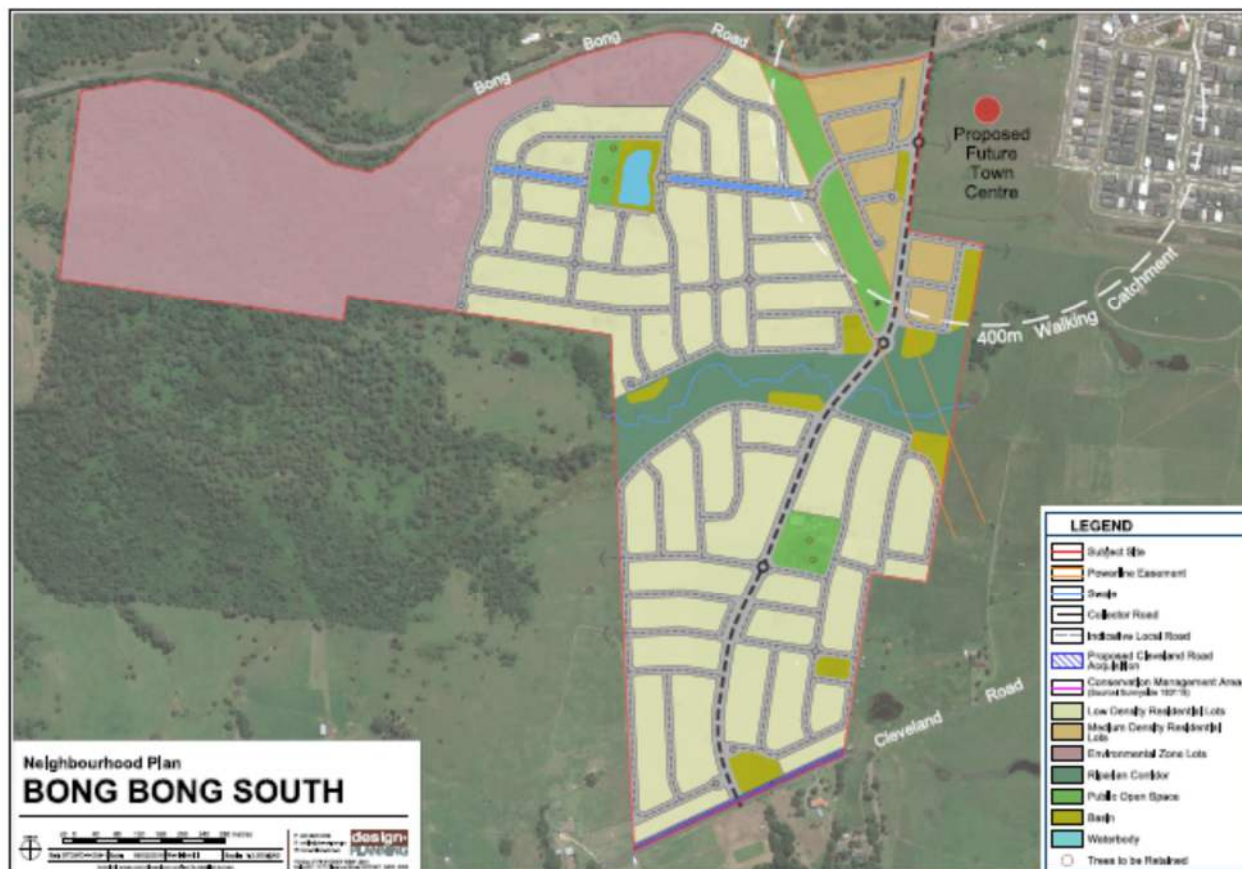 Bong
Bong
Road
Proposed
Future
Town
Centre
400m Walking Catchment
Cleveland
Road
LEGEND
Subject Site
Powerline Easement
Swale
Collector Road
Indicative Local Road
Proposed Cleveland Road
Acquisition
Conservation Management Area
Low Density Residential Lots
Medium Density Residential
Lots
Environmental Zone Lots
Riparian Corridor
Public Open Space
Basin
Waterbody
Trees to be Retained
Neighbourhood Plan
BONG BONG SOUTH
design+
PLANNING